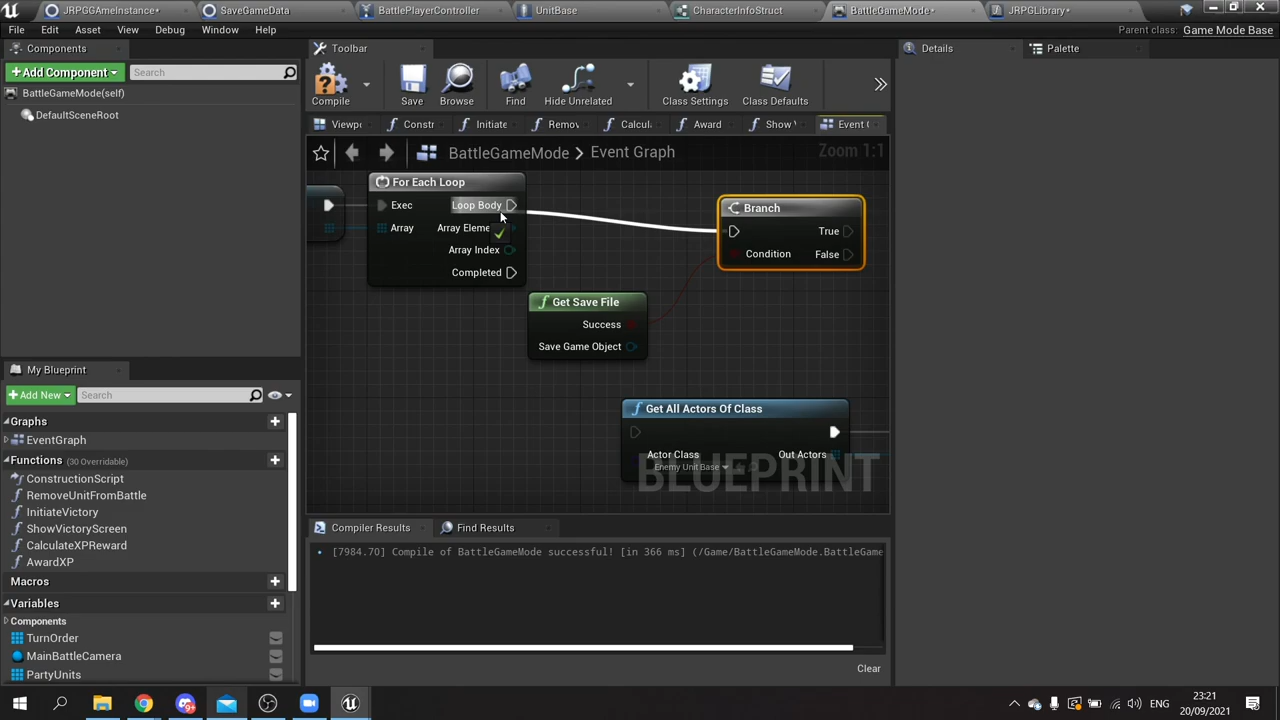 JRPGGAmeInstance*
SaveGameData
BattlePlayerController
UnitBase
CharacterInfoStruct
BattleGameMode*
JRPGLibrary*
File Edit Asset View Debug Window Help
Parent class: Game Mode Base
Components
Toolbar
Details
Palette
+Add Component
Search
BattleGameMode(self)
DefaultSceneRoot
Compile
Save
Browse
Find
Hide Unrelated
Class Settings
Class Defaults
Viewpo
Constr
Initiate
Remov
Calcul
Award
Show V
Event G
BattleGameMode > Event Graph
Zoom 1:1
For Each Loop
Exec
Loop Body
Array
Array Eleme
Array Index
Completed
Branch
True
Condition
False
Get Save File
Success
Save Game Object
Get All Actors Of Class
Actor Class
Out Actors
Enemy Unit Base
BLUEPRINT
My Blueprint
+Add New
Search
Graphs
EventGraph
Functions (30 Overridable)
ConstructionScript
RemoveUnitFromBattle
InitiateVictory
ShowVictoryScreen
CalculateXPReward
AwardXP
Macros
Variables
Components
TurnOrder
MainBattleCamera
PartyUnits
Compiler Results
Find Results
[7984.70] Compile of BattleGameMode successful! [in 366 ms] (/Game/BattleGameMode.BattleGame
Clear
ENG
23:21
20/09/2021